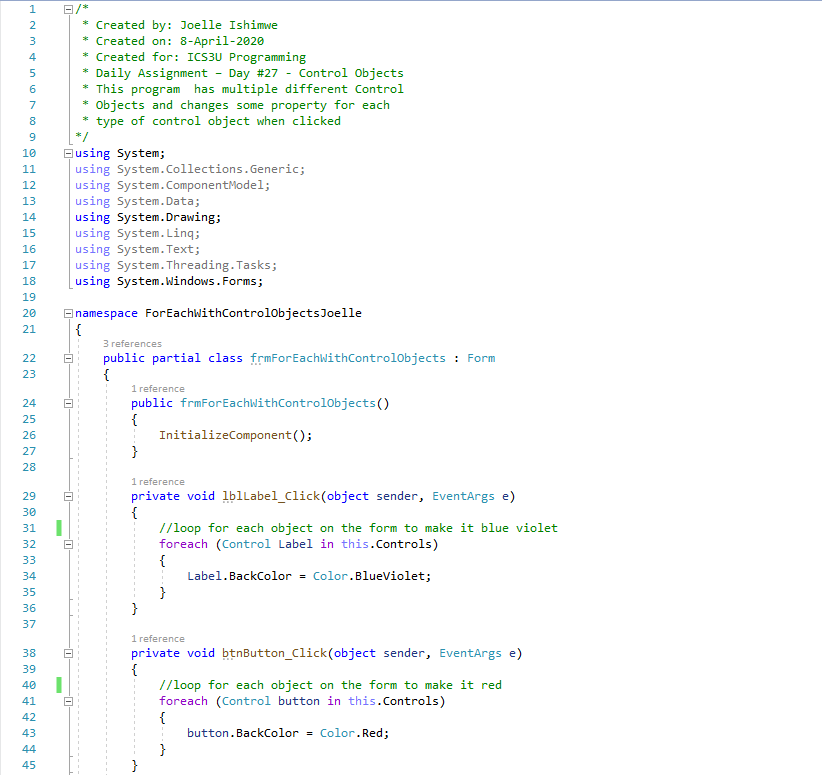 1 /*
2 * Created by: Joelle Ishimwe
3 * Created on: 8-April-2020
4 * Created for: ICS3U Programming
5 * Daily Assignment – Day #27 - Control Objects
6 * This program  has multiple different Control
7 * Objects and changes some property for each
8 * type of control object when clicked
9 */
10 using System;
11 using System.Collections.Generic;
12 using System.ComponentModel;
13 using System.Data;
14 using System.Drawing;
15 using System.Linq;
16 using System.Text;
17 using System.Threading.Tasks;
18 using System.Windows.Forms;
19
20 namespace ForEachWithControlObjectsJoelle
21 {
3 references
22 public partial class frmForEachWithControlObjects : Form
23 {
1 reference
24 public frmForEachWithControlObjects()
25 {
26 InitializeComponent();
27 }
28
1 reference
29 private void lblLabel_Click(object sender, EventArgs e)
30 {
31 //loop for each object on the form to make it blue violet
32 foreach (Control Label in this.Controls)
33 {
34 Label.BackColor = Color.BlueViolet;
35 }
36 }
37
1 reference
38 private void btnButton_Click(object sender, EventArgs e)
39 {
40 //loop for each object on the form to make it red
41 foreach (Control button in this.Controls)
42 {
43 button.BackColor = Color.Red;
44 }
45 }